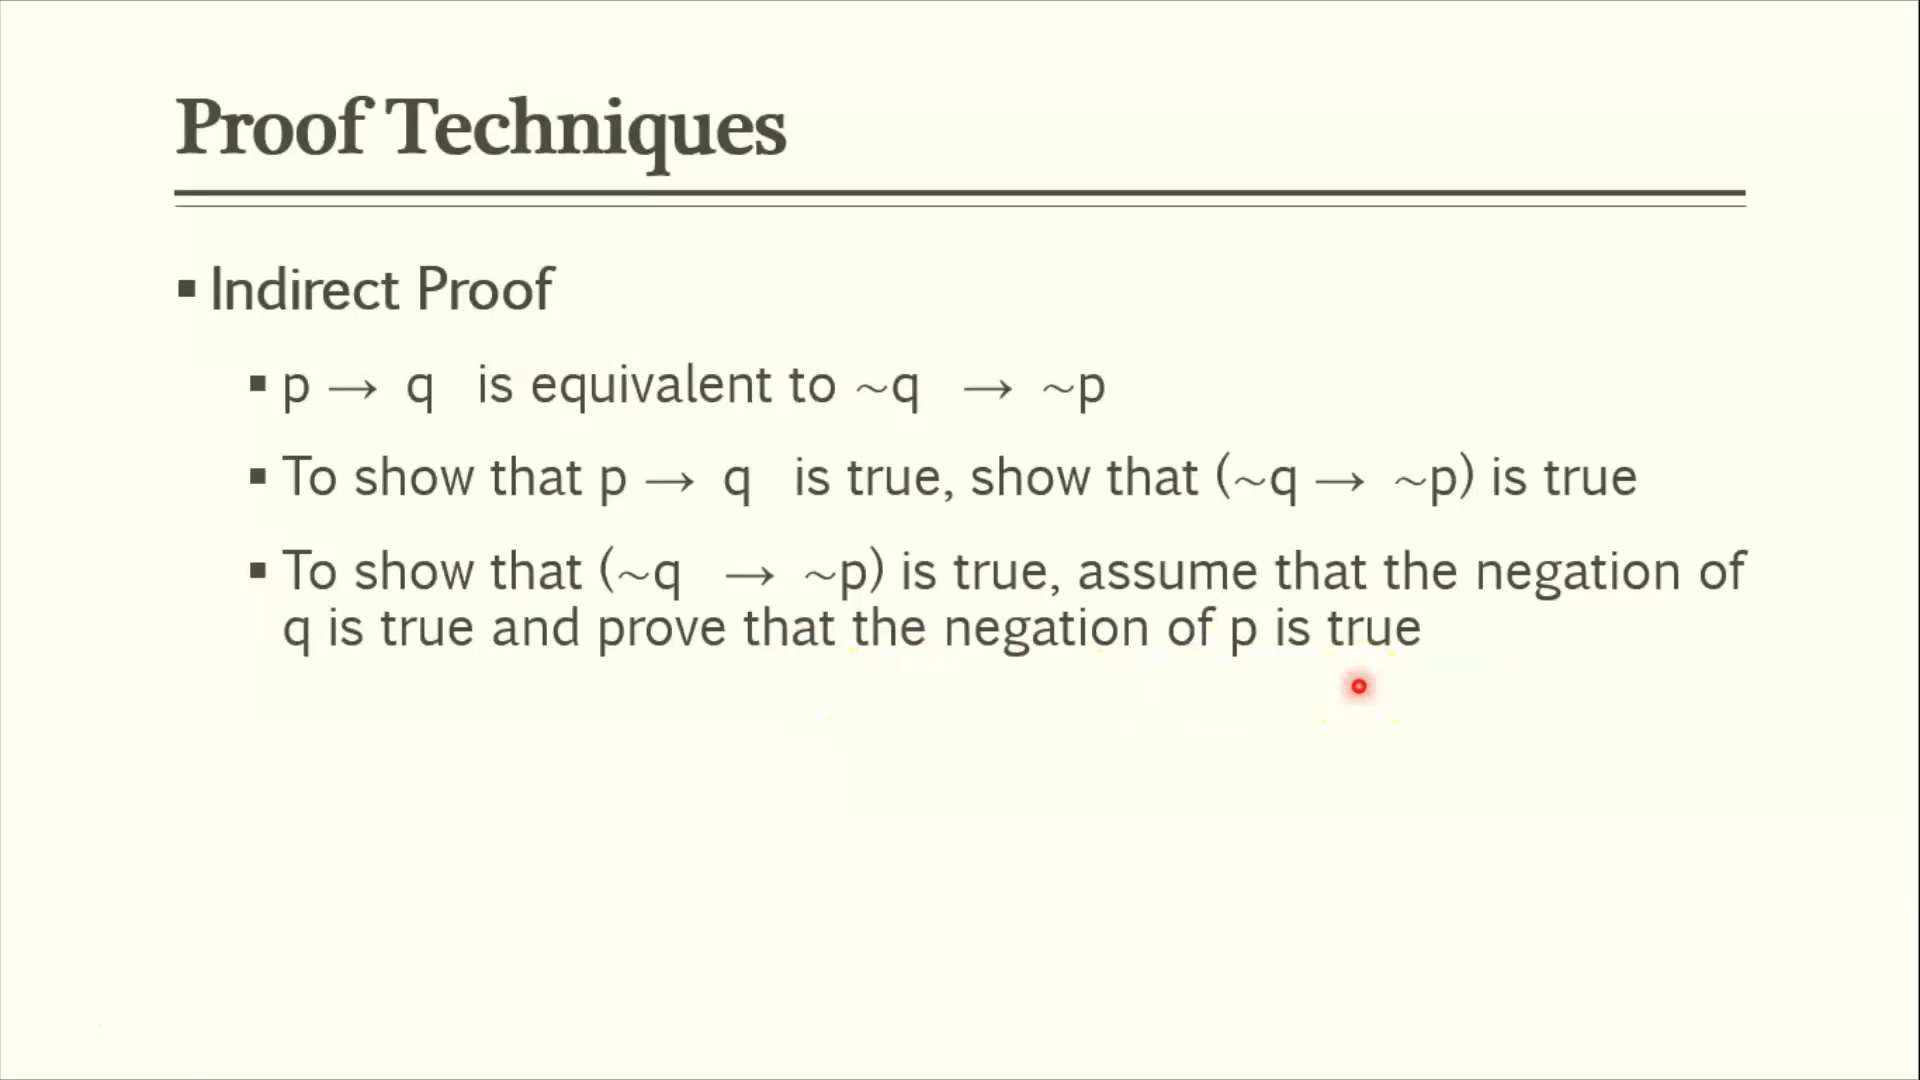 Proof Techniques
▪ Indirect Proof
▪ p → q is equivalent to ~q → ~p
▪ To show that p → q is true, show that (~q → ~p) is true
▪ To show that (~q → ~p) is true, assume that the negation of
q is true and prove that the negation of p is true